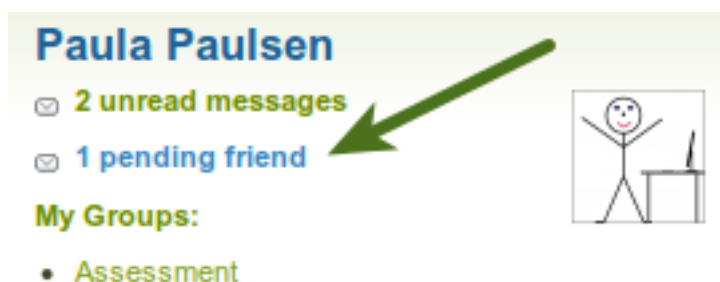 Paula Paulsen
2 unread messages
1 pending friend
My Groups:
• Assessment